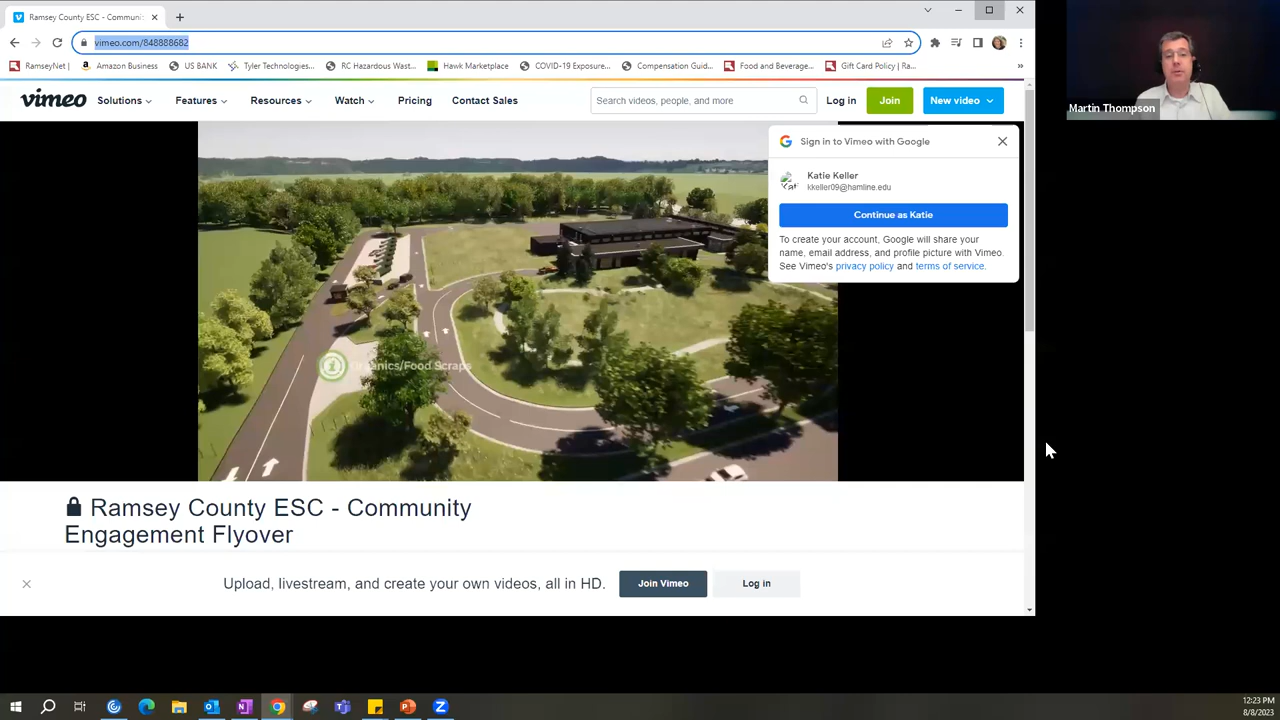 Ramsey County ESC - Communi
vimeo.com/848888682
RamseyNet |
Amazon Business
US BANK
Tyler Technologies...
RC Hazardous Wast...
Hawk Marketplace
COVID-19 Exposure...
Compensation Guid...
Food and Beverage...
Gift Card Policy | Ra...
»
vimeo
Solutions
Features
Resources
Watch
Pricing
Contact Sales
Search videos, people, and more
Log in
Join
New video
Martin Thompson
Sign in to Vimeo with Google
Katie Keller
kkeller09@hamline.edu
Continue as Katie
To create your account, Google will share your
name, email address, and profile picture with Vimeo.
See Vimeo's privacy policy and terms of service.
1 Organics/Food Scraps
Ramsey County ESC - Community
Engagement Flyover
Upload, livestream, and create your own videos, all in HD.
Join Vimeo
Log in
12:23 PM
8/8/2023